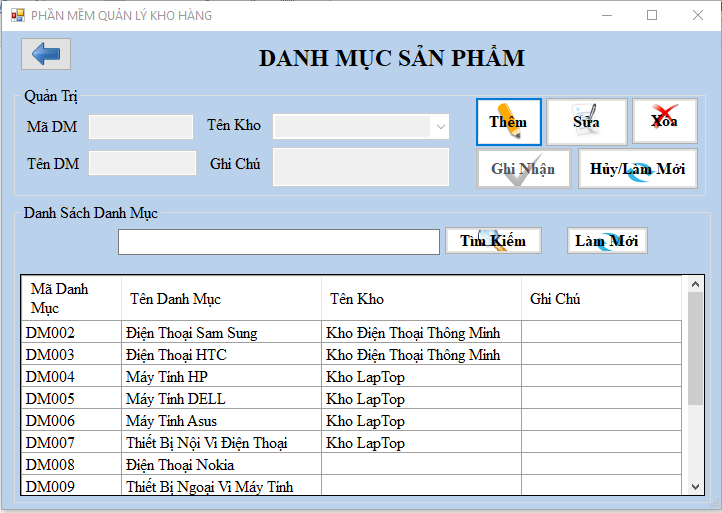 PHẦN MỀM QUẢN LÝ KHO HÀNG
DANH MỤC SẢN PHẨM
Quản Trị
Mã DM
Tên Kho
Thêm
Sửa
Xóa
Tên DM
Ghi Chú
Ghi Nhận
Hủy/Làm Mới
Danh Sách Danh Mục
Tìm Kiếm
Làm Mới
Mã Danh Mục
Tên Danh Mục
Tên Kho
Ghi Chú
DM002 Điện Thoại Sam Sung Kho Điện Thoại Thông Minh
DM003 Điện Thoại HTC Kho Điện Thoại Thông Minh
DM004 Máy Tính HP Kho LapTop
DM005 Máy Tính DELL Kho LapTop
DM006 Máy Tính Asus Kho LapTop
DM007 Thiết Bị Nội Vi Điện Thoại Kho LapTop
DM008 Điện Thoại Nokia
DM009 Thiết Bị Ngoại Vi Máy Tính